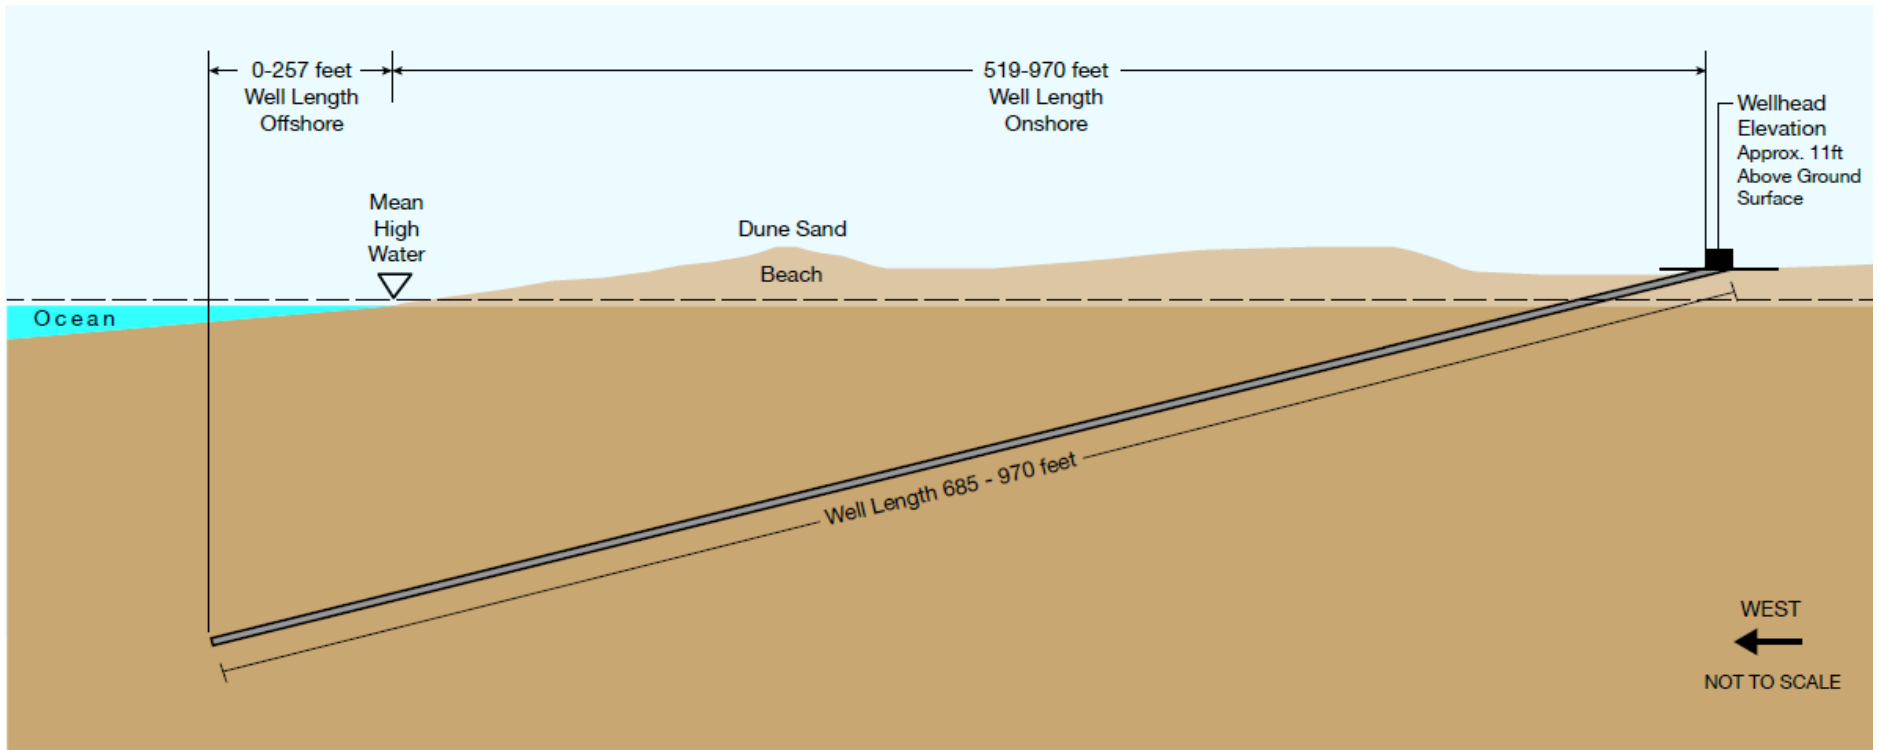 0-257 feet
Well Length
Offshore
519-970 feet
Well Length
Onshore
Wellhead
Elevation
Approx. 11ft
Above Ground
Surface
Mean
High
Water
Dune Sand
Beach
Ocean
Well Length 685 - 970 feet
WEST
NOT TO SCALE